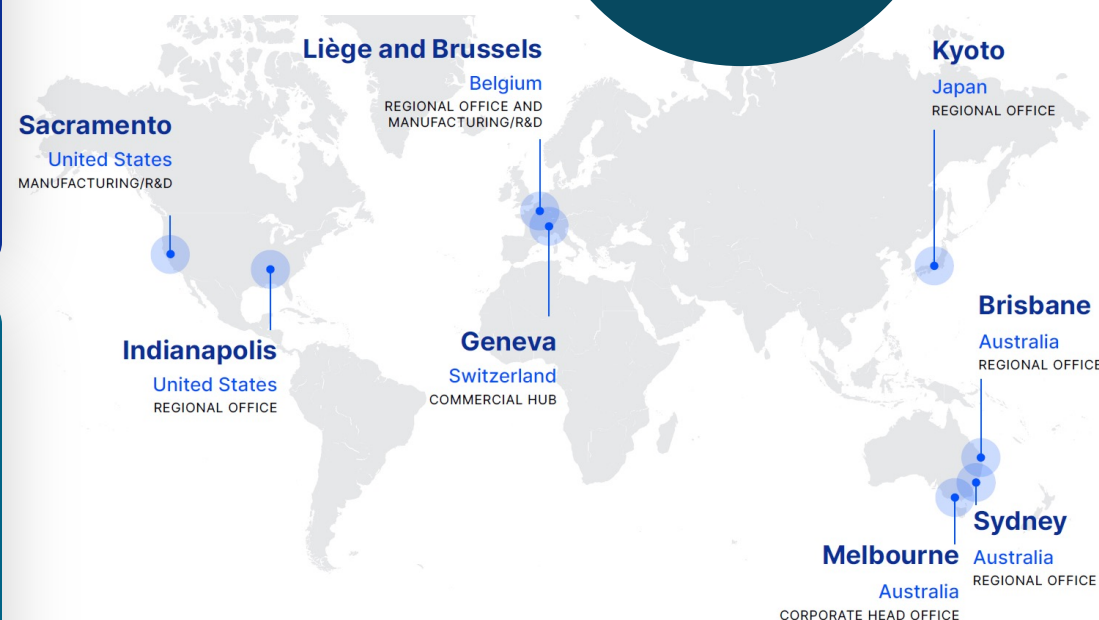 Liège and Brussels
Belgium
REGIONAL OFFICE AND
MANUFACTURING/R&D
Kyoto
Japan
REGIONAL OFFICE
Sacramento
United States
MANUFACTURING/R&D
Indianapolis
United States
REGIONAL OFFICE
Geneva
Switzerland
COMMERCIAL HUB
Brisbane
Australia
REGIONAL OFFICE
Sydney
Australia
REGIONAL OFFICE
Melbourne
Australia
CORPORATE HEAD OFFICE